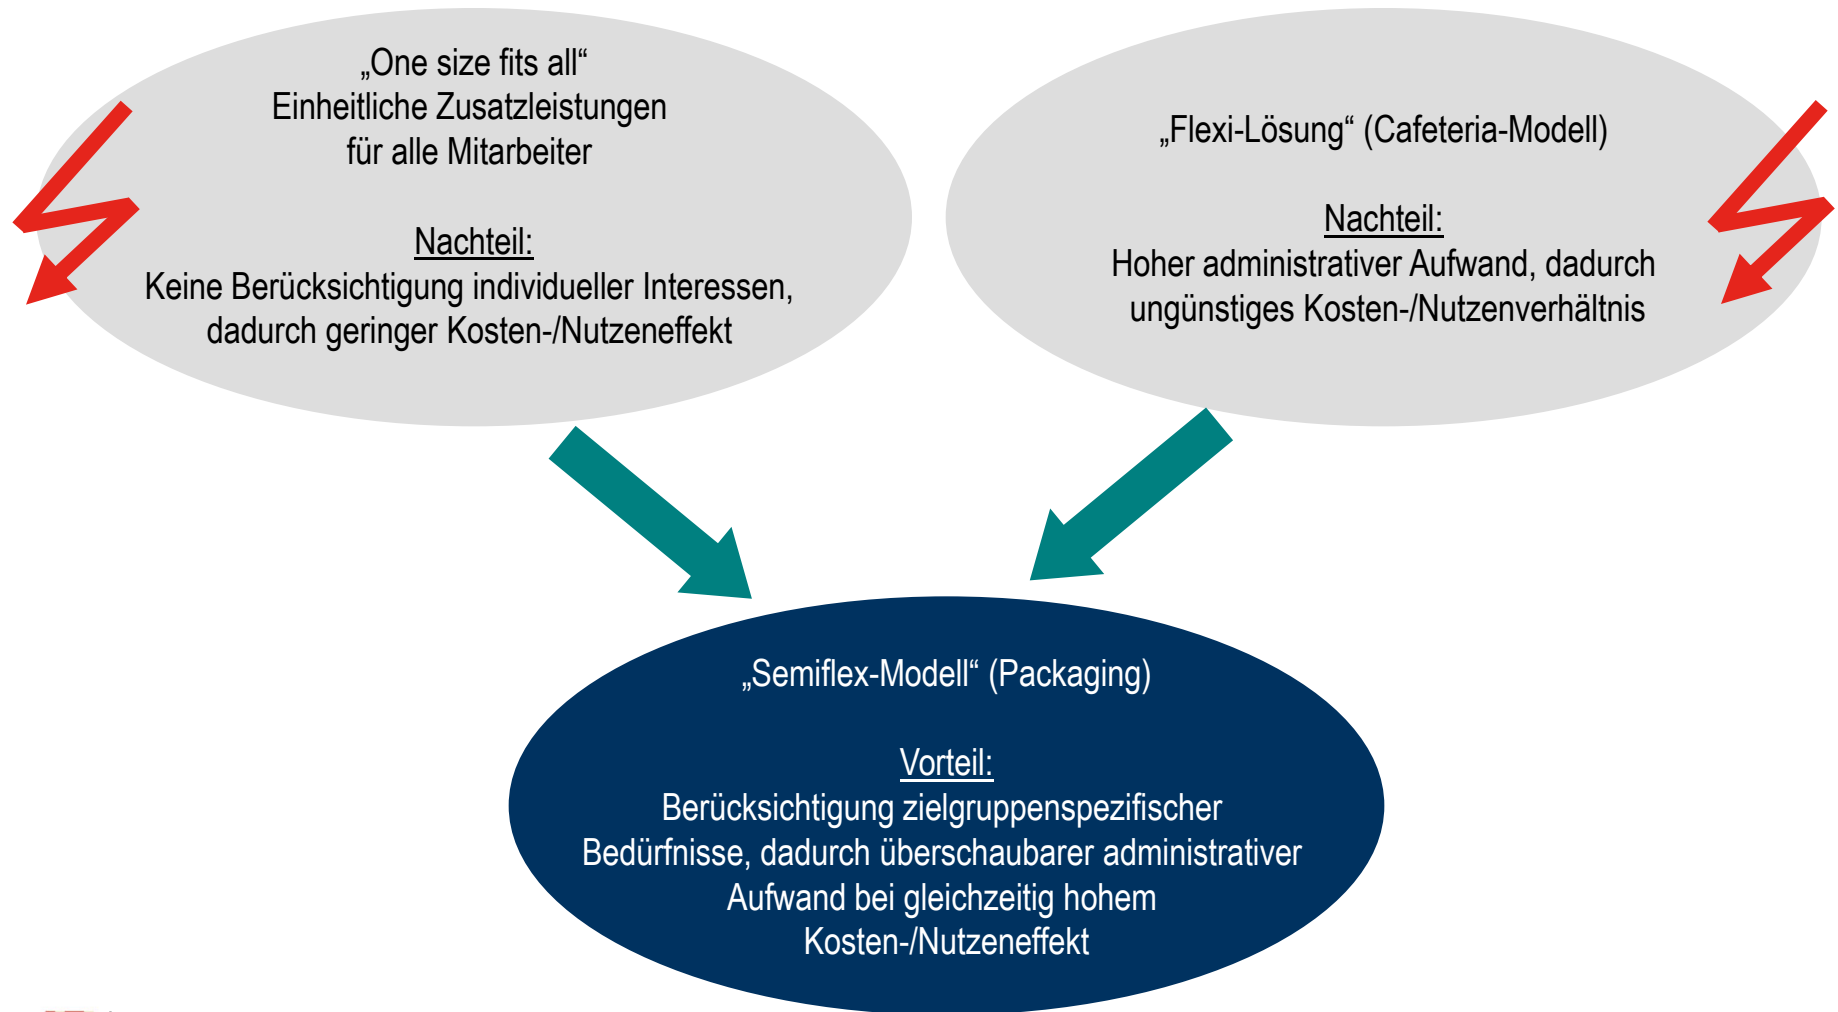 „One size fits all“
Einheitliche Zusatzleistungen
für alle Mitarbeiter
Nachteil:
Keine Berücksichtigung individueller Interessen,
dadurch geringer Kosten-/Nutzeneffekt
„Flexi-Lösung“ (Cafeteria-Modell)
Nachteil:
Hoher administrativer Aufwand, dadurch
ungünstiges Kosten-/Nutzenverhältnis
„Semiflex-Modell“ (Packaging)
Vorteil:
Berücksichtigung zielgruppenspezifischer
Bedürfnisse, dadurch überschaubarer administrativer
Aufwand bei gleichzeitig hohem
Kosten-/Nutzeneffekt